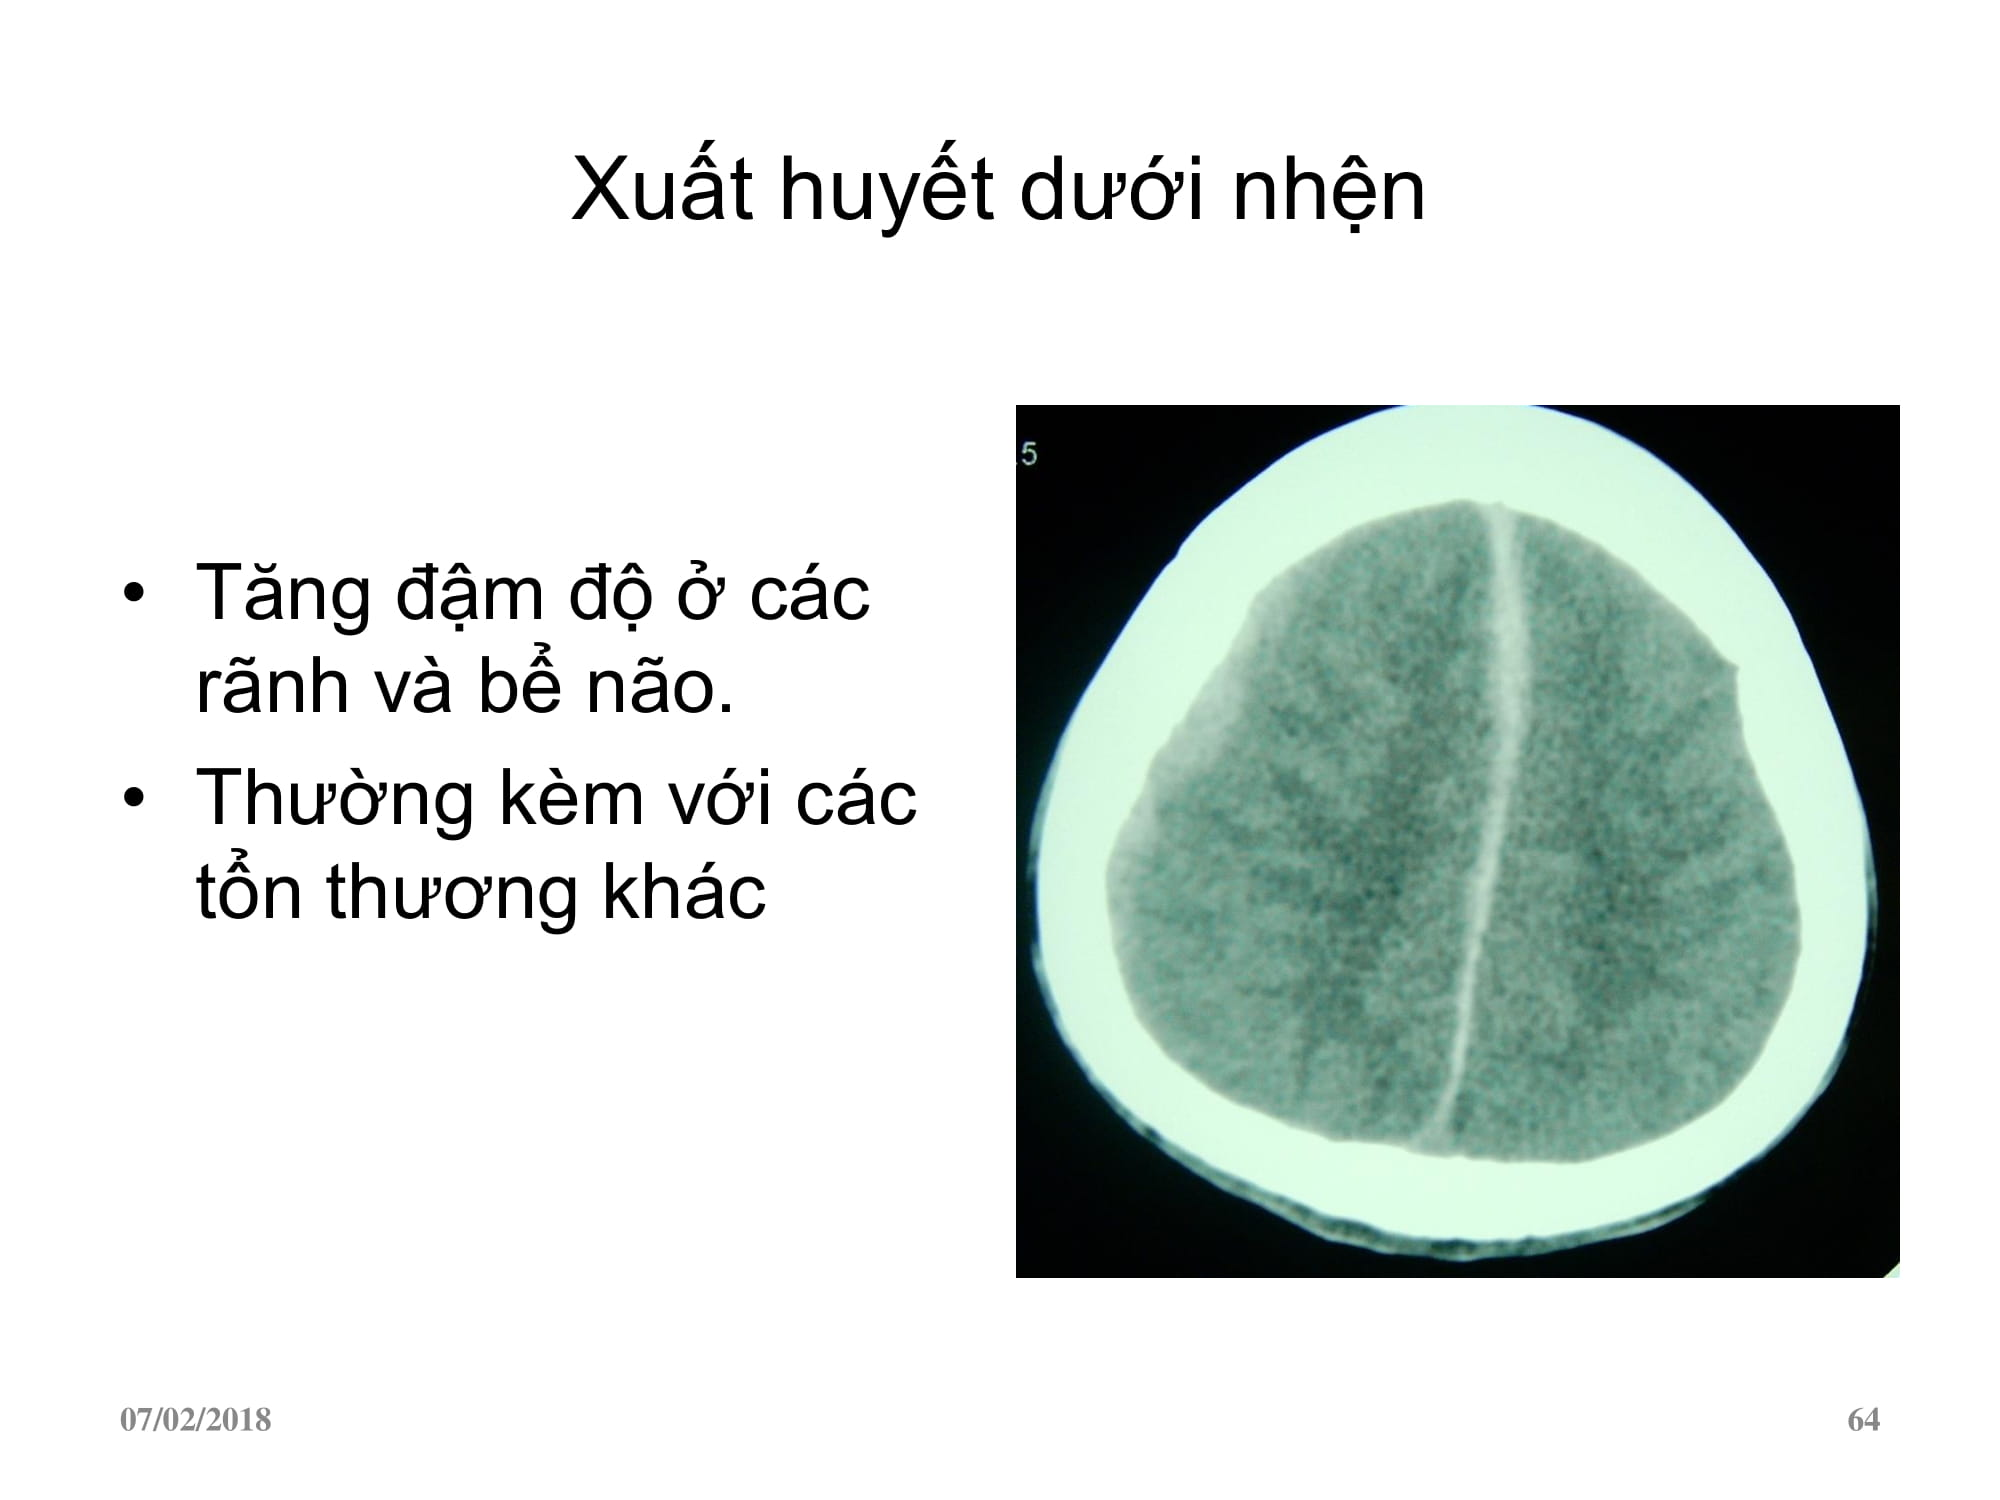 Xuất huyết dưới nhện
.5
• Tăng đậm độ ở các
rãnh và bể não.
• Thường kèm với các
tổn thương khác
07/02/2018
64